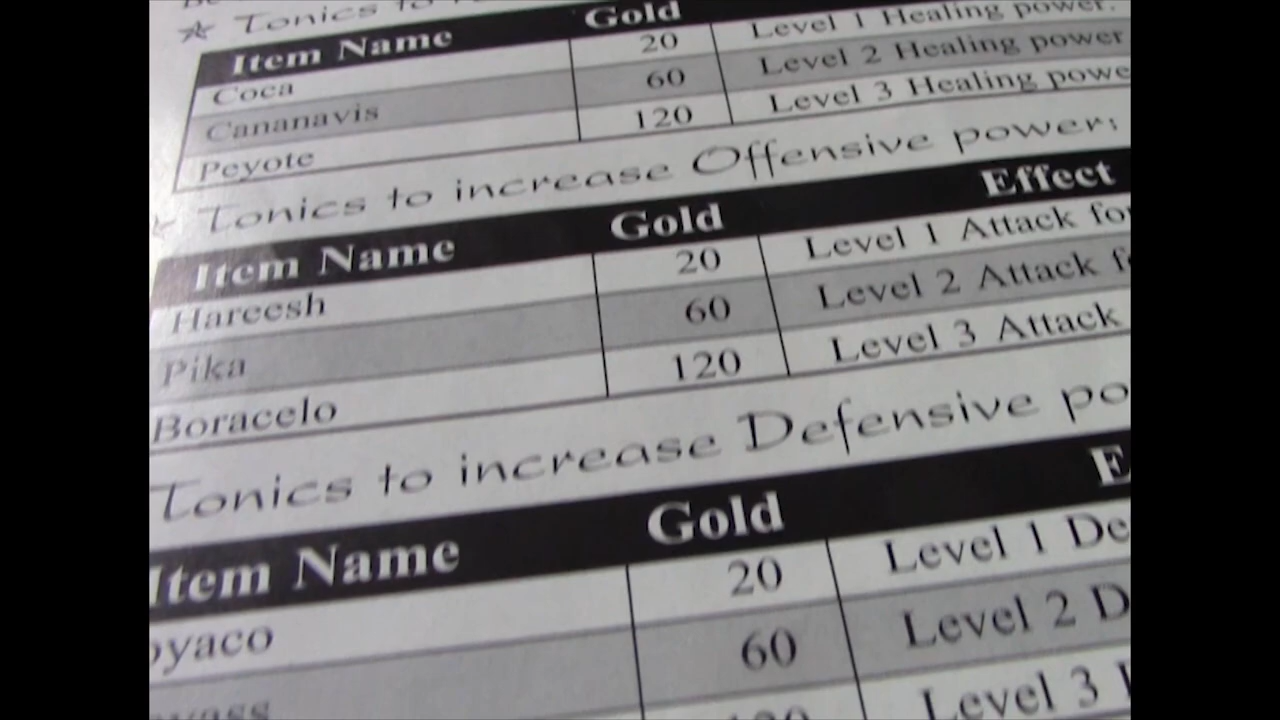 Tonics to
Item Name Gold
Coca 20 Level 1 Healing power.
Cananavis 60 Level 2 Healing power
Peyote 120 Level 3 Healing powe
Tonics to increase Offensive power:
Item Name Gold Effect
Hareesh 20 Level 1 Attack for
Pika 60 Level 2 Attack f
Boracelo 120 Level 3 Attack
Tonics to increase Defensive po
Item Name Gold E
oyaco 20 Level 1 De
60 Level 2 D
120 Level 3